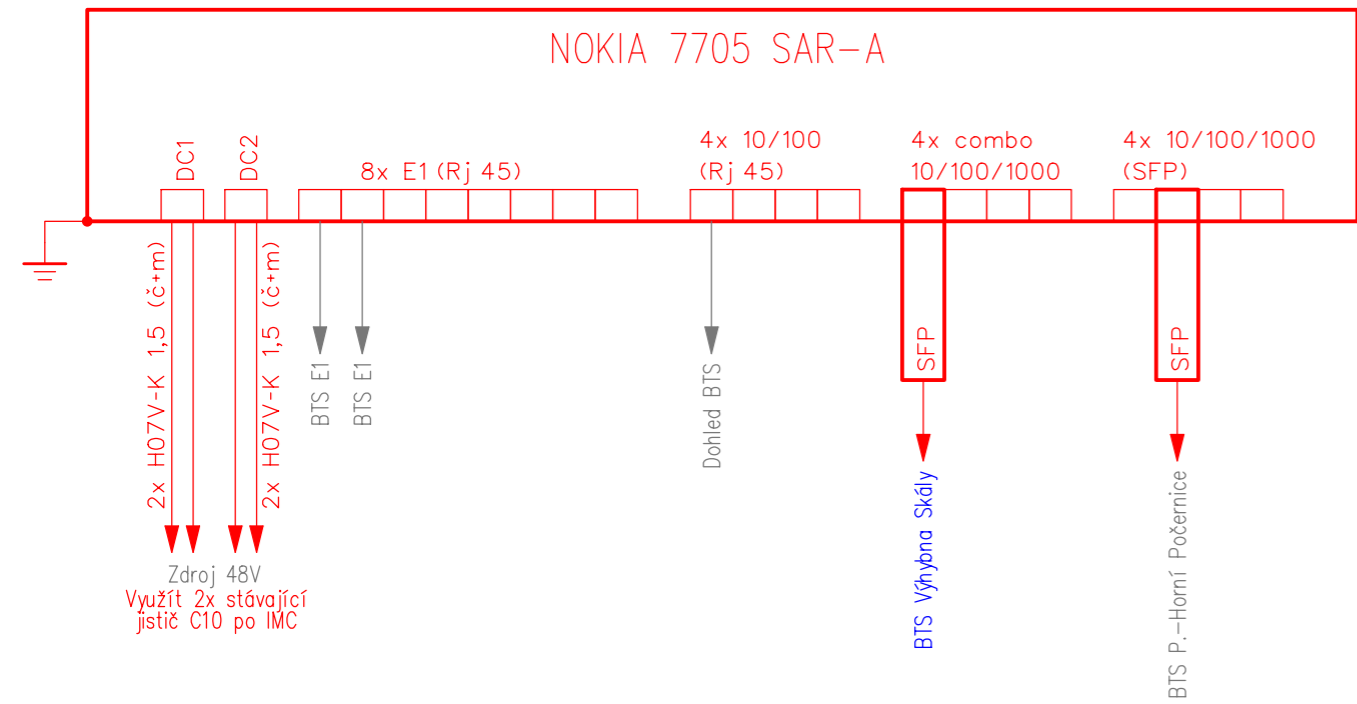 NOKIA 7705 SAR-A
DC1
DC2
8x E1 (Rj 45)
4x 10/100
(Rj 45)
4x combo
10/100/1000
4x 10/100/1000
(SFP)
2x H07V-K 1,5 (č+m)
2x H07V-K 1,5 (č+m)
BTS E1
BTS E1
Dohled BTS
SFP
SFP
BTS Výhybna Skály
BTS P.-Horní Počernice
Zdroj 48V
Využít 2x stávající
jistič C10 po IMC